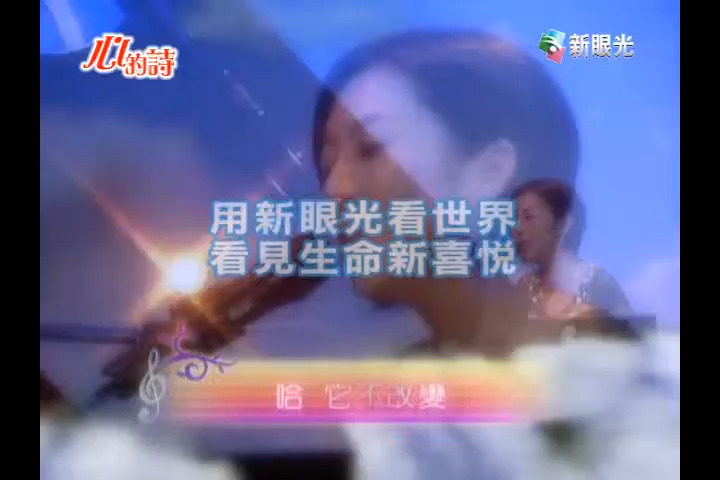 心的詩
新眼光
用新眼光看世界
看見生命新喜悅
哈 它不改變